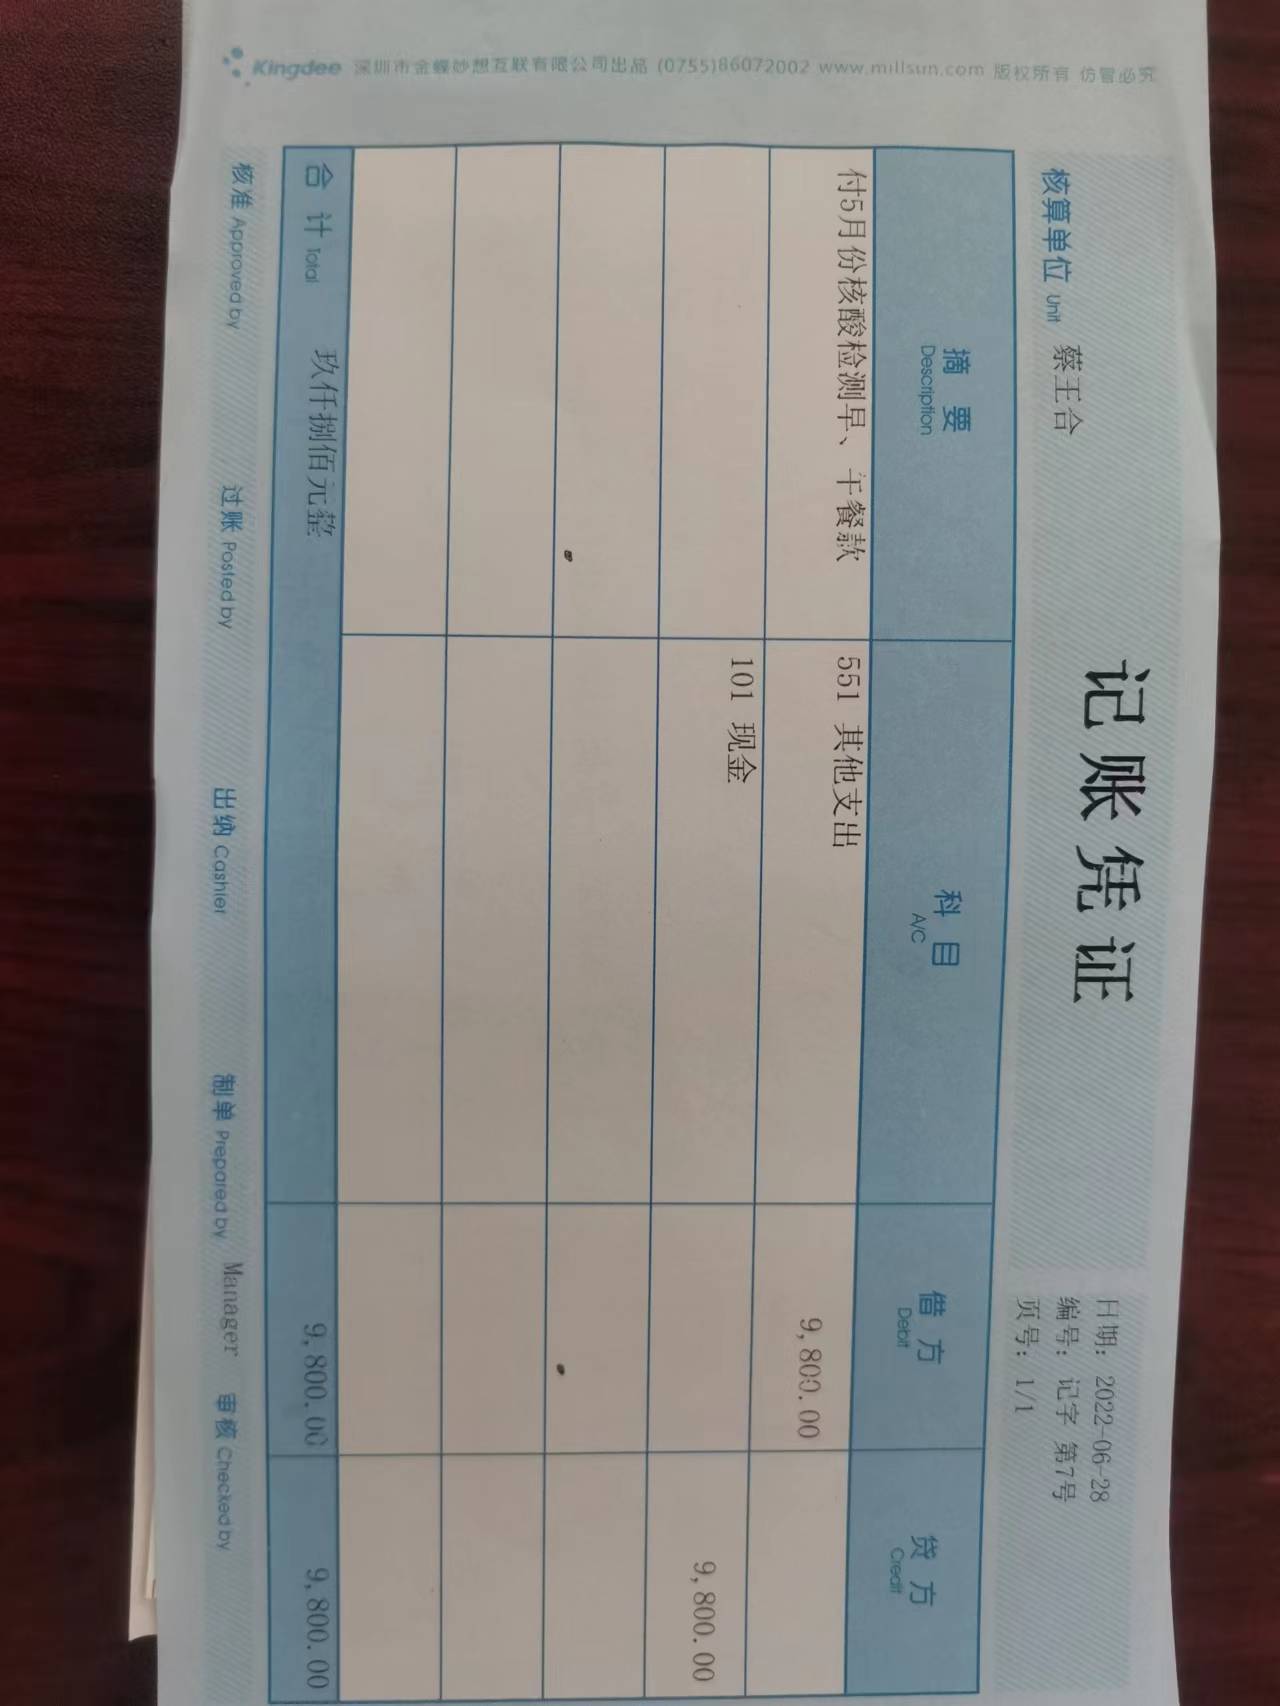 记账凭证
日期：2022-06-28
编号：记字 第7号
页号：1/1
核算单位 Unit 蔡王合
摘要 Description 科目 A/C 借方 Debit 贷方 Credit
付5月份核酸检测早、午餐款 551 其他支出 9,800.00
101 现金 9,800.00
合计 Total 玖仟捌佰元整 9,800.00 9,800.00
核准 Approved by 过账 Posted by 出纳 Cashier 制单 Prepared by Manager 审核 Checked by
Kingdee 深圳市金蝶妙想互联有限公司出品 (0755)86072002 www.millsun.com 版权所有 仿冒必究